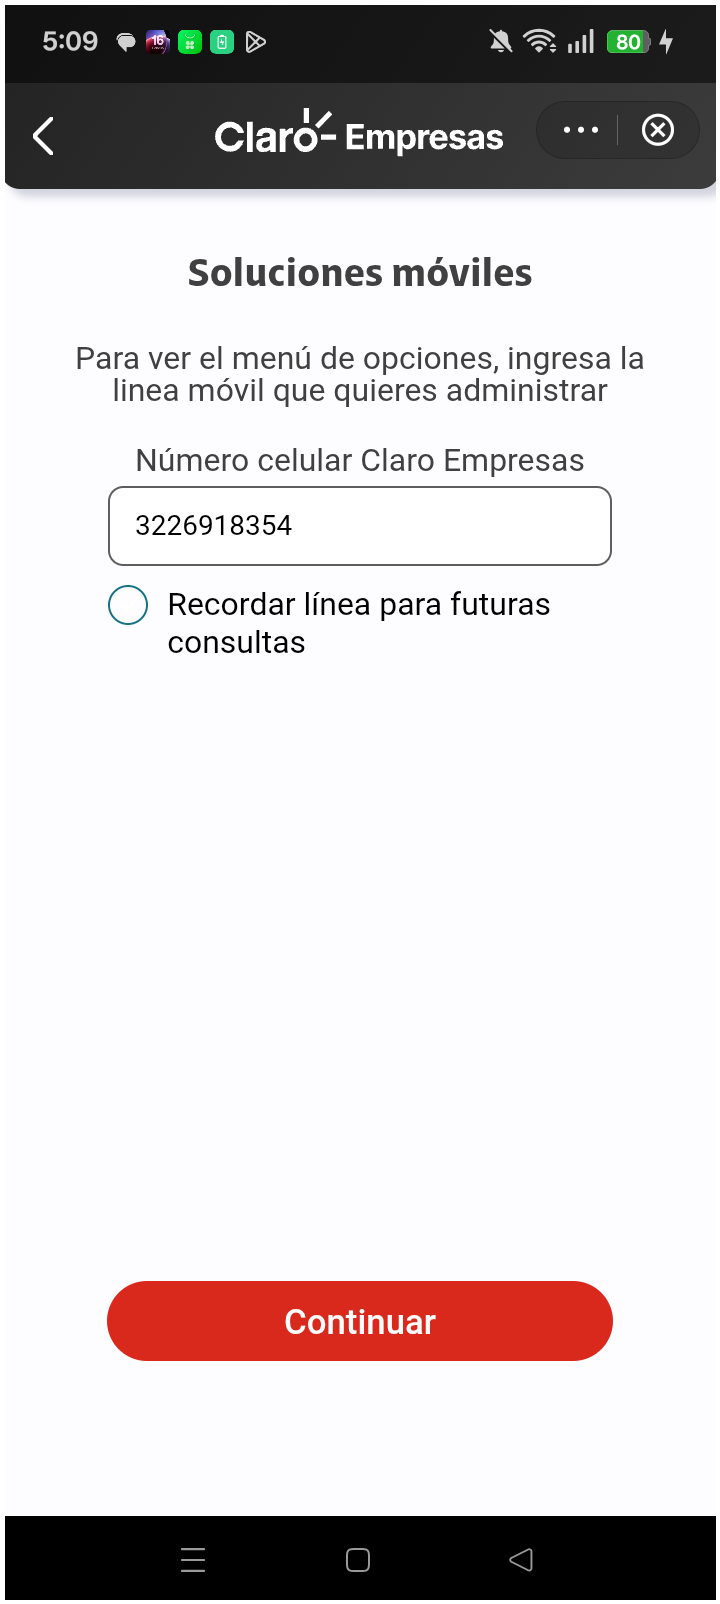 5:09
16
80
Claro Empresas
Soluciones móviles
Para ver el menú de opciones, ingresa la
linea móvil que quieres administrar
Número celular Claro Empresas
3226918354
Recordar línea para futuras
consultas
Continuar